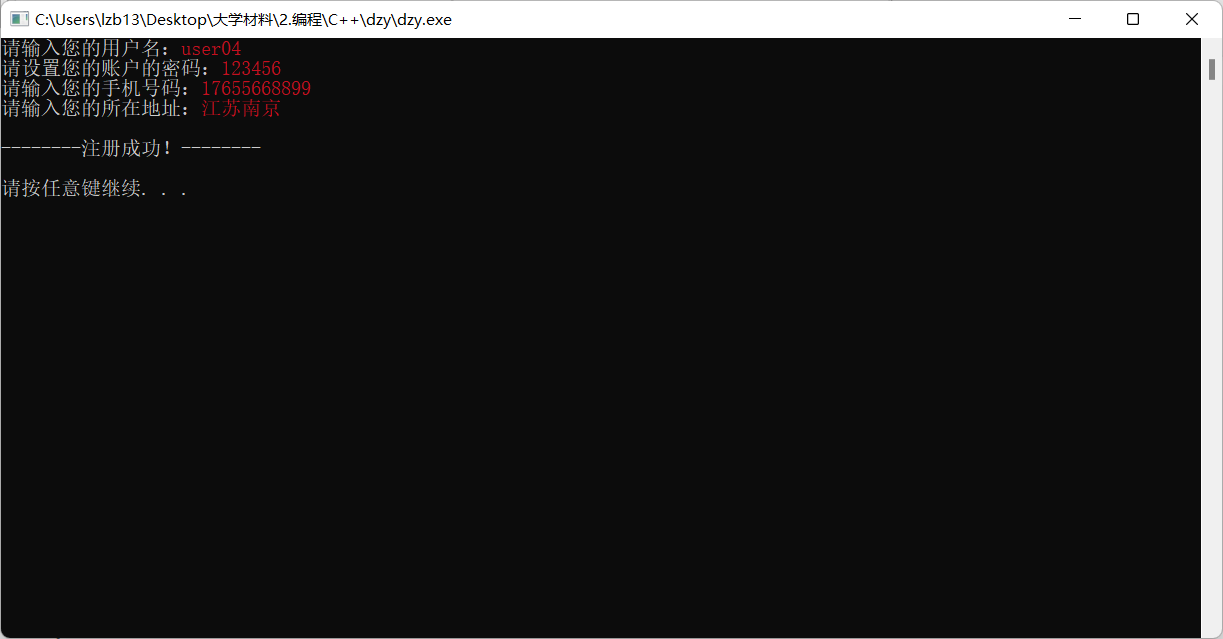 C:\Users\lzb13\Desktop\大学材料\2.编程\C++\dzy\dzy.exe
请输入您的用户名：user04
请设置您的账户的密码：123456
请输入您的手机号码：17655668899
请输入您的所在地址：江苏南京
--------注册成功！--------
请按任意键继续. . .